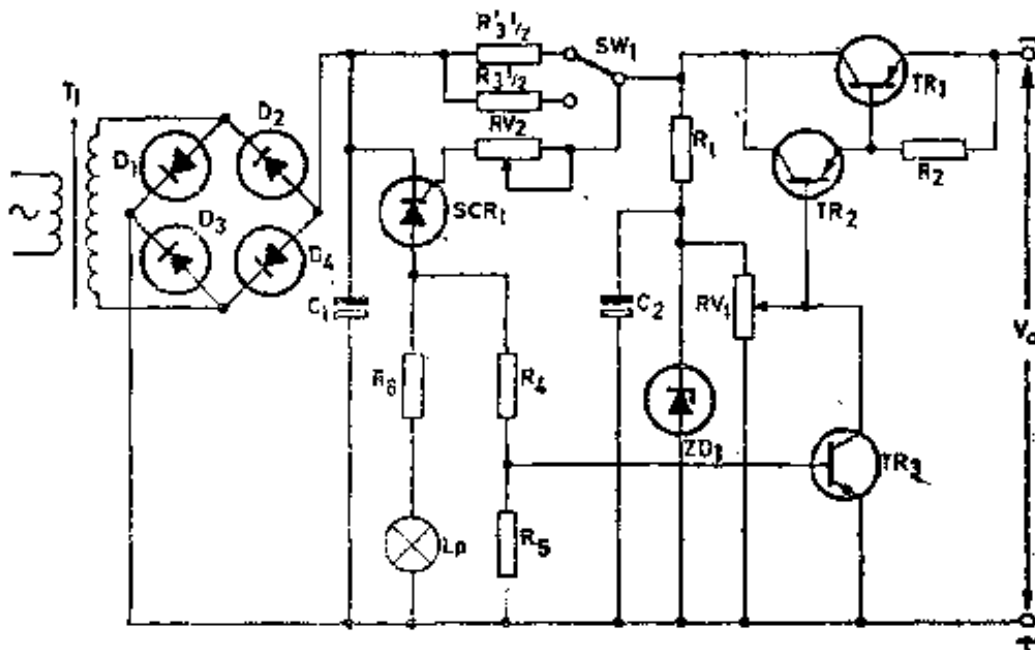 T1
D1
D2
D3
D4
C1
R'3 1/2
R3 1/2
RV2
SW1
SCR1
R6
R4
Lp
R5
R1
C2
RV1
ZD1
TR1
TR2
R2
TR3